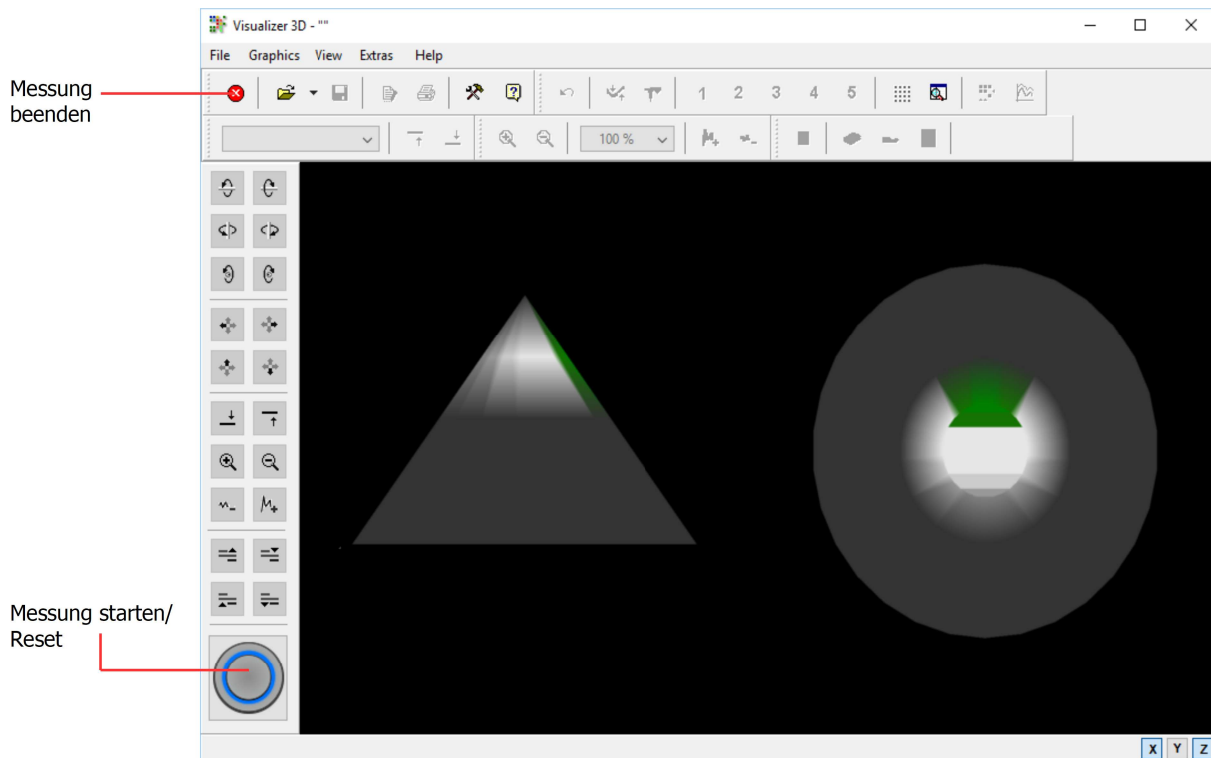 Visualizer 3D - ""
File Graphics View Extras Help
Messung
beenden
1 2 3 4 5
100 %
Messung starten/
Reset
X Y Z